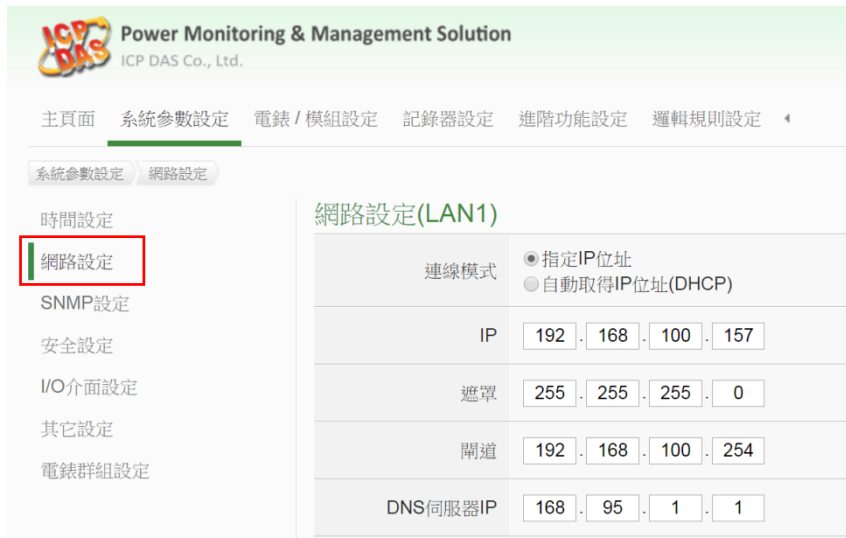 ICP DAS
Power Monitoring & Management Solution
ICP DAS Co., Ltd.
主頁面 系統參數設定 電錶 / 模組設定 記錄器設定 進階功能設定 邏輯規則設定
系統參數設定 網路設定
時間設定
網路設定
SNMP設定
安全設定
I/O介面設定
其它設定
電錶群組設定
網路設定(LAN1)
連線模式 指定IP位址
自動取得IP位址(DHCP)
IP 192 . 168 . 100 . 157
遮罩 255 . 255 . 255 . 0
閘道 192 . 168 . 100 . 254
DNS伺服器IP 168 . 95 . 1 . 1